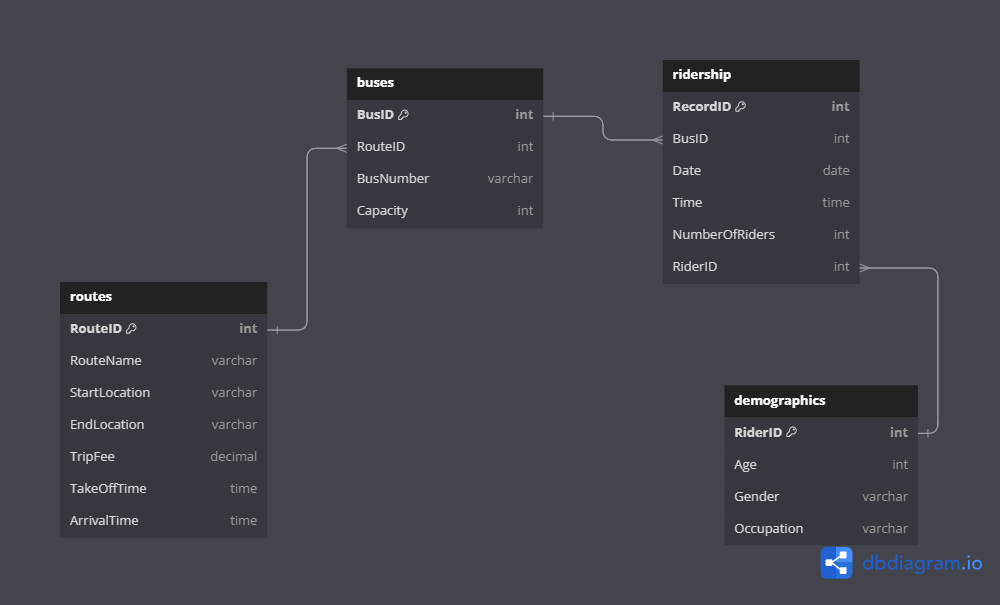 buses
BusID int
RouteID int
BusNumber varchar
Capacity int
ridership
RecordID int
BusID int
Date date
Time time
NumberOfRiders int
RiderID int
routes
RouteID int
RouteName varchar
StartLocation varchar
EndLocation varchar
TripFee decimal
TakeOffTime time
ArrivalTime time
demographics
RiderID int
Age int
Gender varchar
Occupation varchar
dbdiagram.io